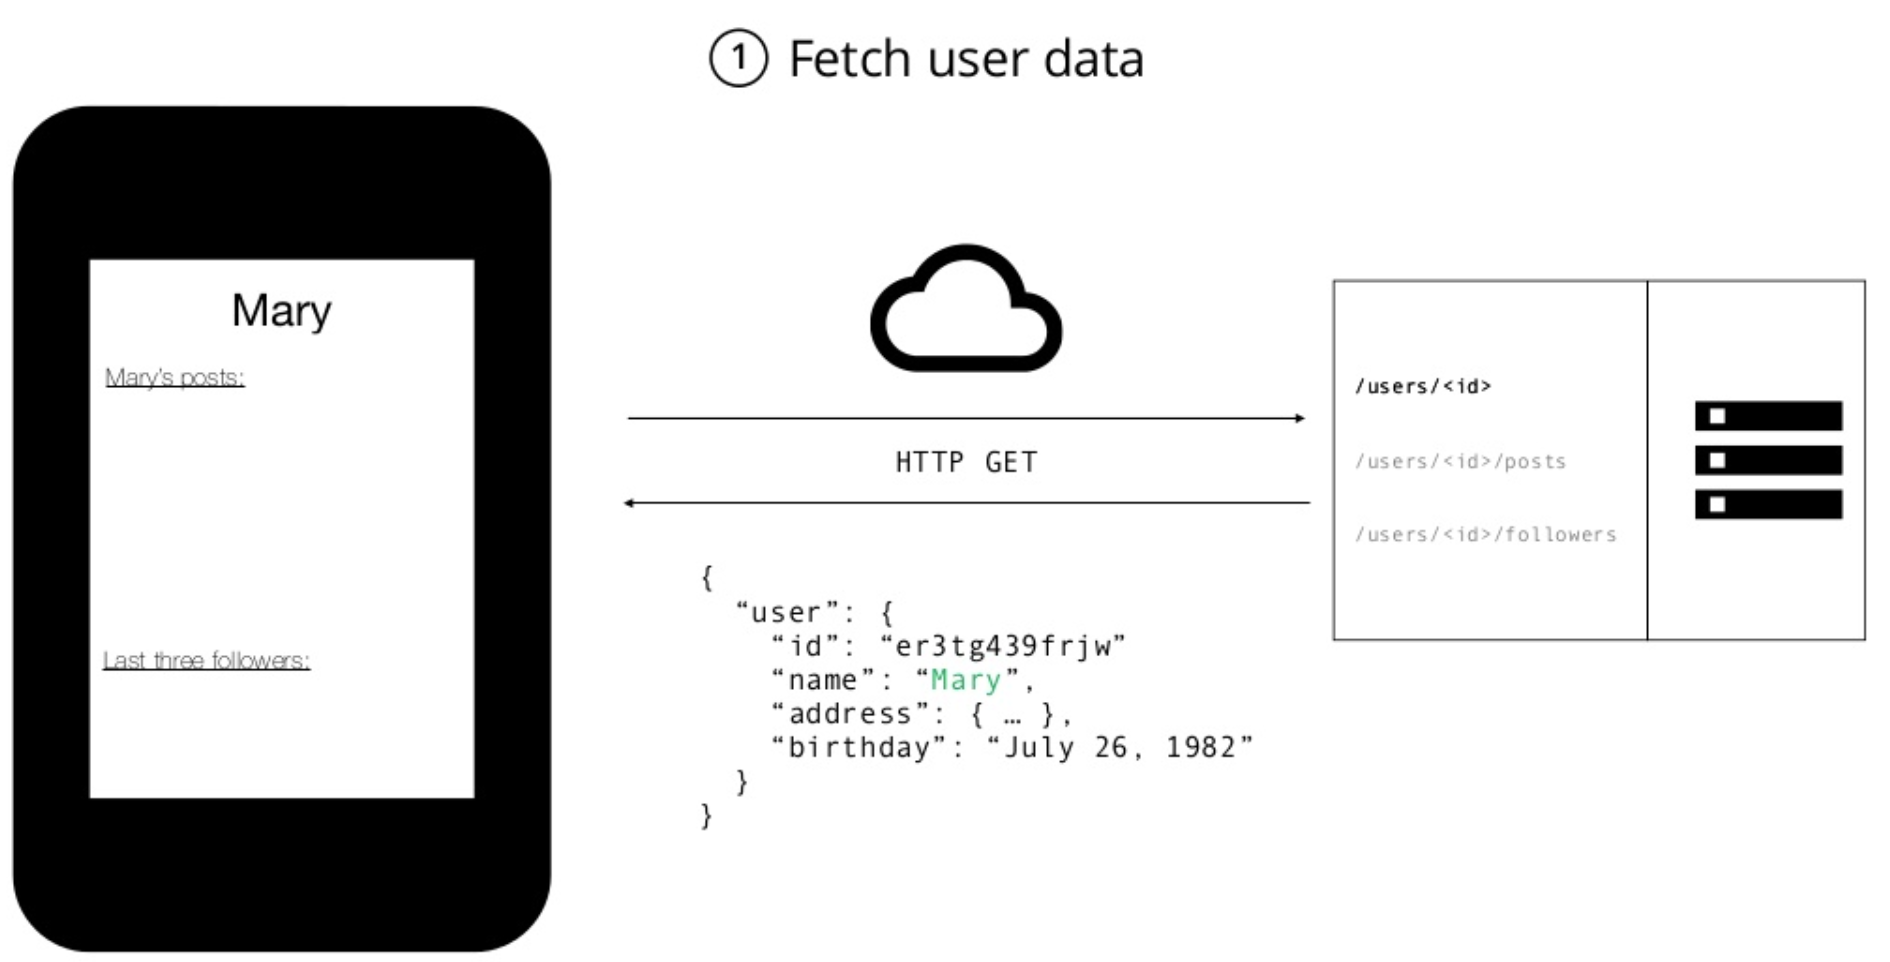 ① Fetch user data
Mary
Mary's posts:
Last three followers:
HTTP GET
{
“user”: {
“id”: “er3tg439frjw”
“name”: “Mary”,
“address”: { … },
“birthday”: “July 26, 1982”
}
}
/users/<id>
/users/<id>/posts
/users/<id>/followers